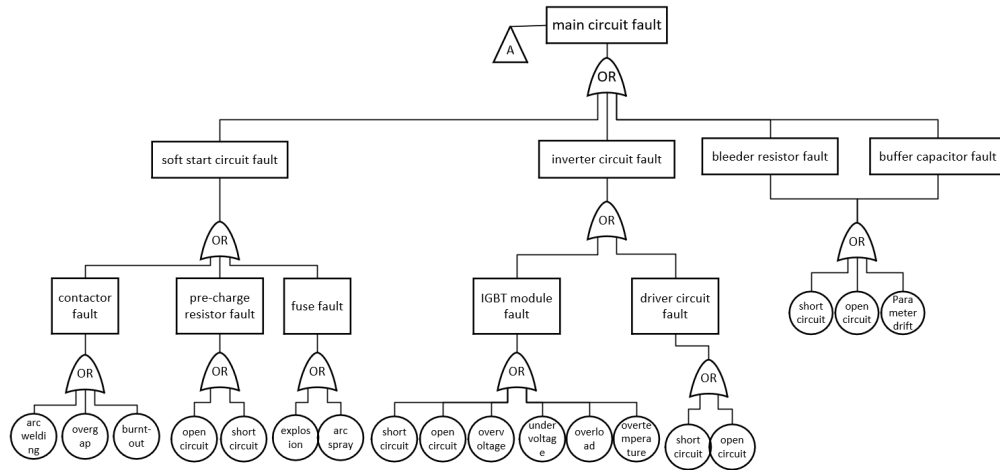 main circuit fault
A
OR
soft start circuit fault
inverter circuit fault
bleeder resistor fault
buffer capacitor fault
OR
OR
OR
contactor
fault
pre-charge
resistor fault
fuse fault
IGBT module
fault
driver circuit
fault
short
circuit
open
circuit
Para
meter
drift
OR
OR
OR
OR
OR
arc
weldi
ng
overg
ap
burnt-
out
open
circuit
short
circuit
explos
ion
arc
spray
short
circuit
open
circuit
overv
oltage
under
voltag
e
overlo
ad
overte
mpera
ture
short
circuit
open
circuit